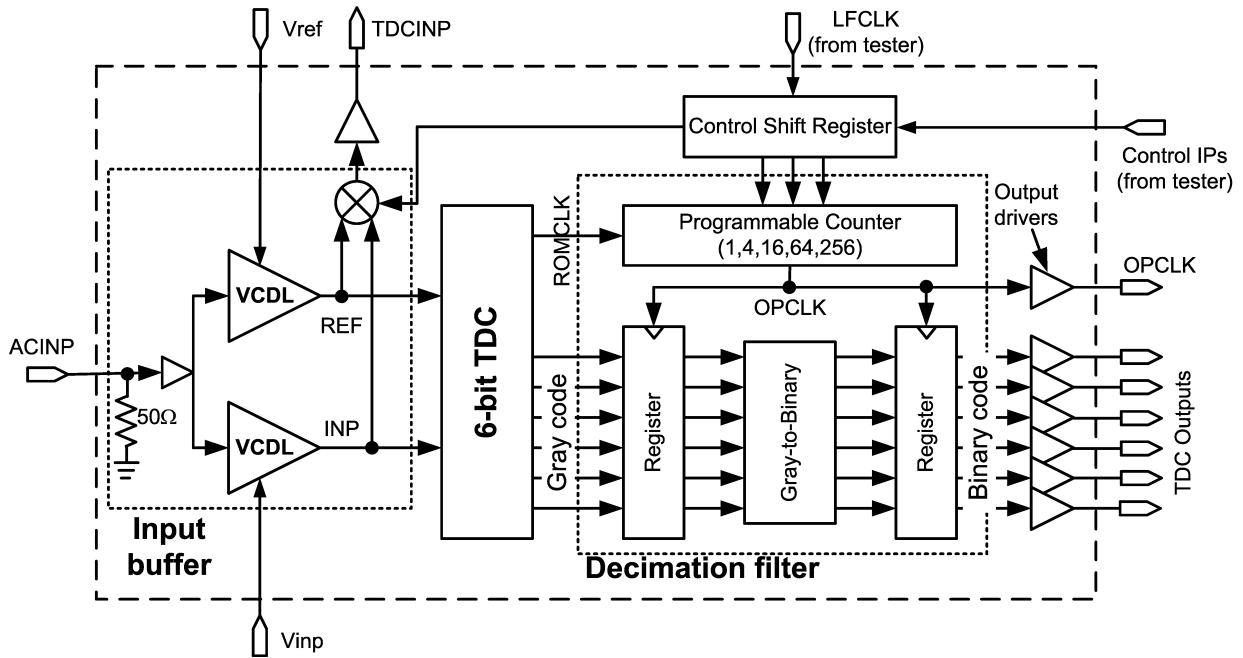 Vref
TDCINP
LFCLK
(from tester)
Control Shift Register
Control IPs
(from tester)
ROMCLK
Programmable Counter
(1,4,16,64,256)
Output
drivers
OPCLK
OPCLK
VCDL
REF
ACINP
50Ω
VCDL
INP
6-bit TDC
Gray code
Register
Gray-to-Binary
Register
Binary code
TDC Outputs
Input
buffer
Decimation filter
Vinp